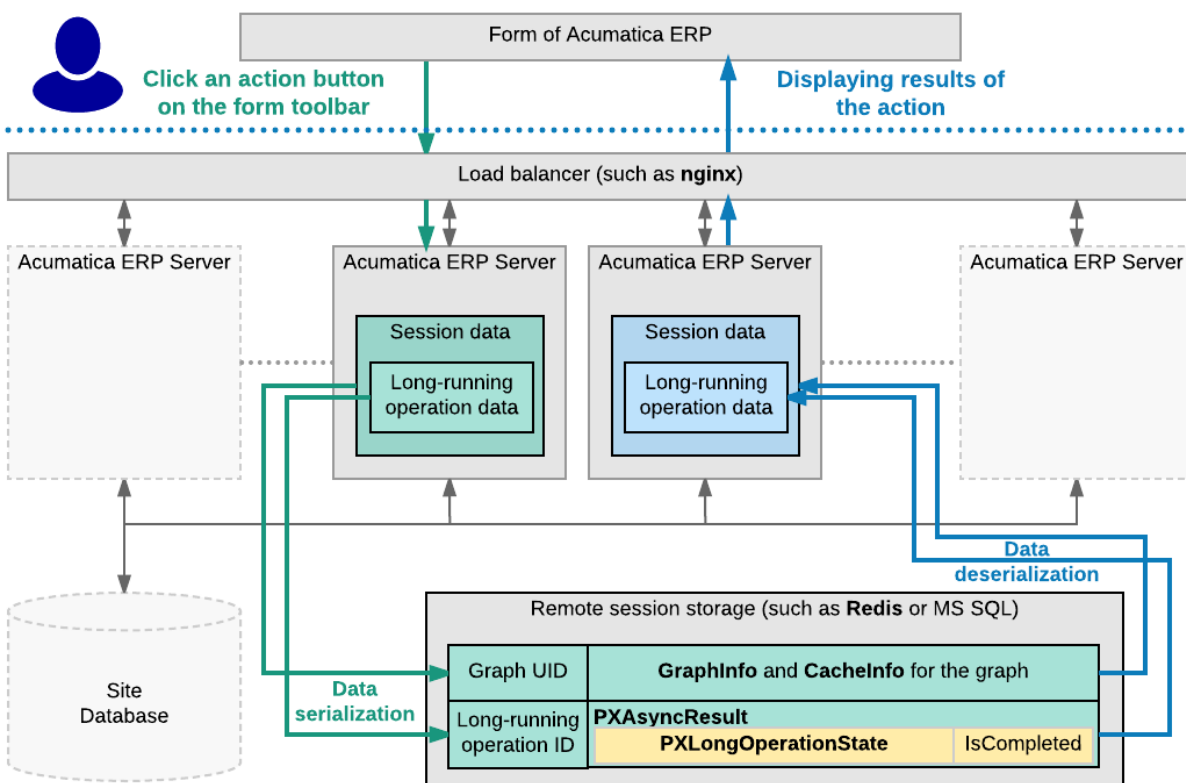 Form of Acumatica ERP
Click an action button
on the form toolbar
Displaying results of
the action
Load balancer (such as nginx)
Acumatica ERP Server
Acumatica ERP Server
Acumatica ERP Server
Acumatica ERP Server
Session data
Long-running
operation data
Session data
Long-running
operation data
Data
deserialization
Remote session storage (such as Redis or MS SQL)
Graph UID
GraphInfo and CacheInfo for the graph
Data
serialization
Long-running
operation ID
PXAsyncResult
PXLongOperationState
IsCompleted
Site
Database